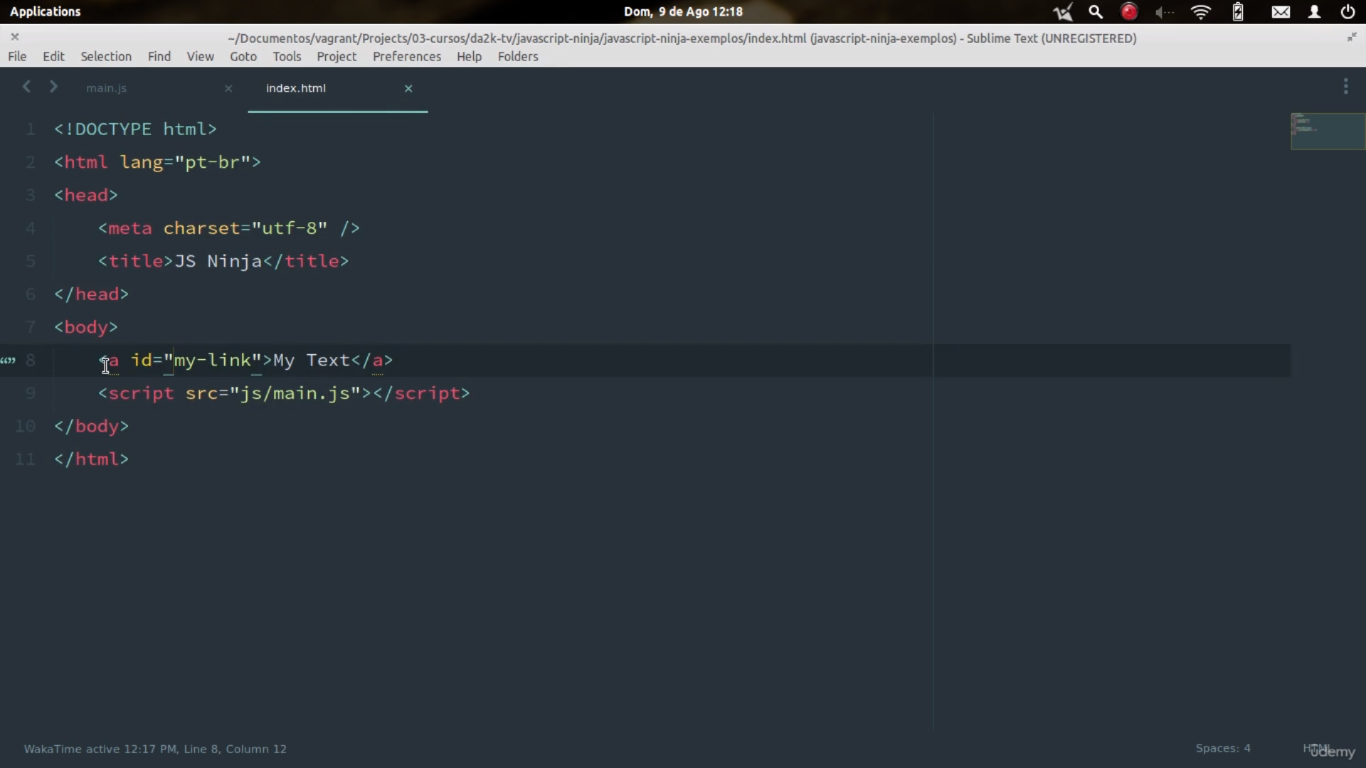 Applications
Dom, 9 de Ago 12:18
~/Documentos/vagrant/Projects/03-cursos/da2k-tv/javascript-ninja/javascript-ninja-exemplos/index.html (javascript-ninja-exemplos) - Sublime Text (UNREGISTERED)
File Edit Selection Find View Goto Tools Project Preferences Help Folders
main.js × index.html ×
1 <!DOCTYPE html>
2 <html lang="pt-br">
3 <head>
4     <meta charset="utf-8" />
5     <title>JS Ninja</title>
6 </head>
7 <body>
8     <a id="my-link">My Text</a>
9     <script src="js/main.js"></script>
10 </body>
11 </html>
WakaTime active 12:17 PM, Line 8, Column 12
Spaces: 4
HTML
Udemy